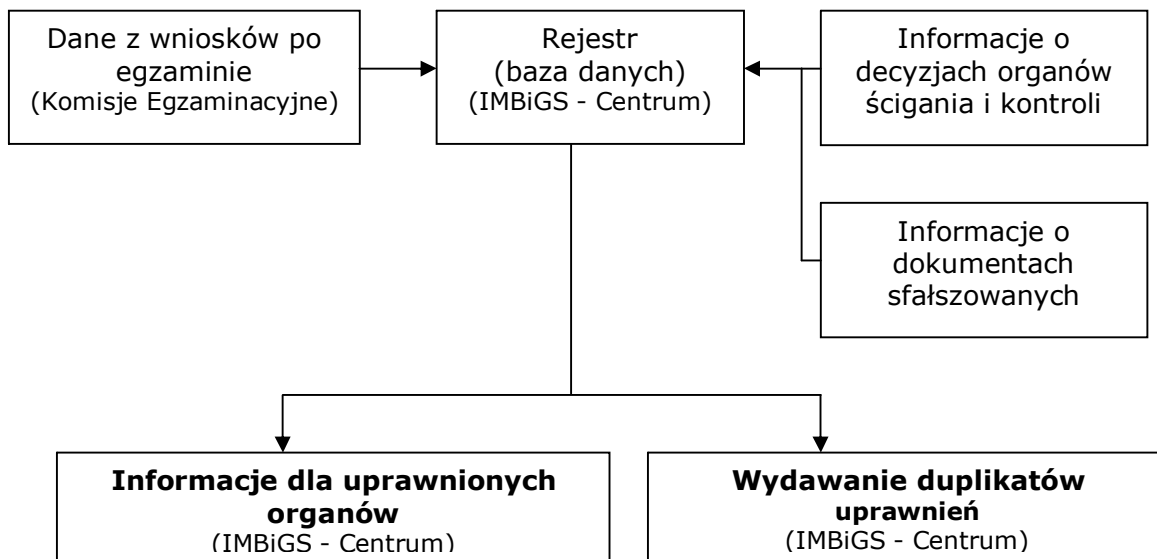 Dane z wniosków po
egzaminie
(Komisje Egzaminacyjne)
Rejestr
(baza danych)
(IMBiGS - Centrum)
Informacje o
decyzjach organów
ścigania i kontroli
Informacje o
dokumentach
sfałszowanych
Informacje dla uprawnionych
organów
(IMBiGS - Centrum)
Wydawanie duplikatów
uprawnień
(IMBiGS - Centrum)